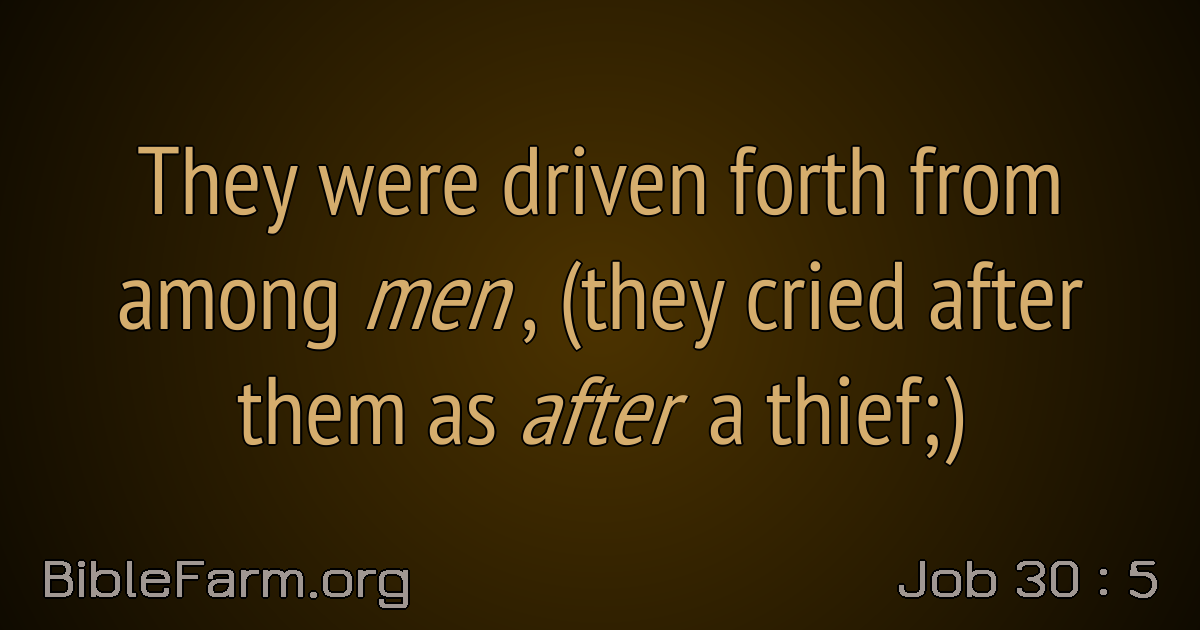 They were driven forth from
among men, (they cried after
them as after a thief;)
BibleFarm.org
Job 30 : 5